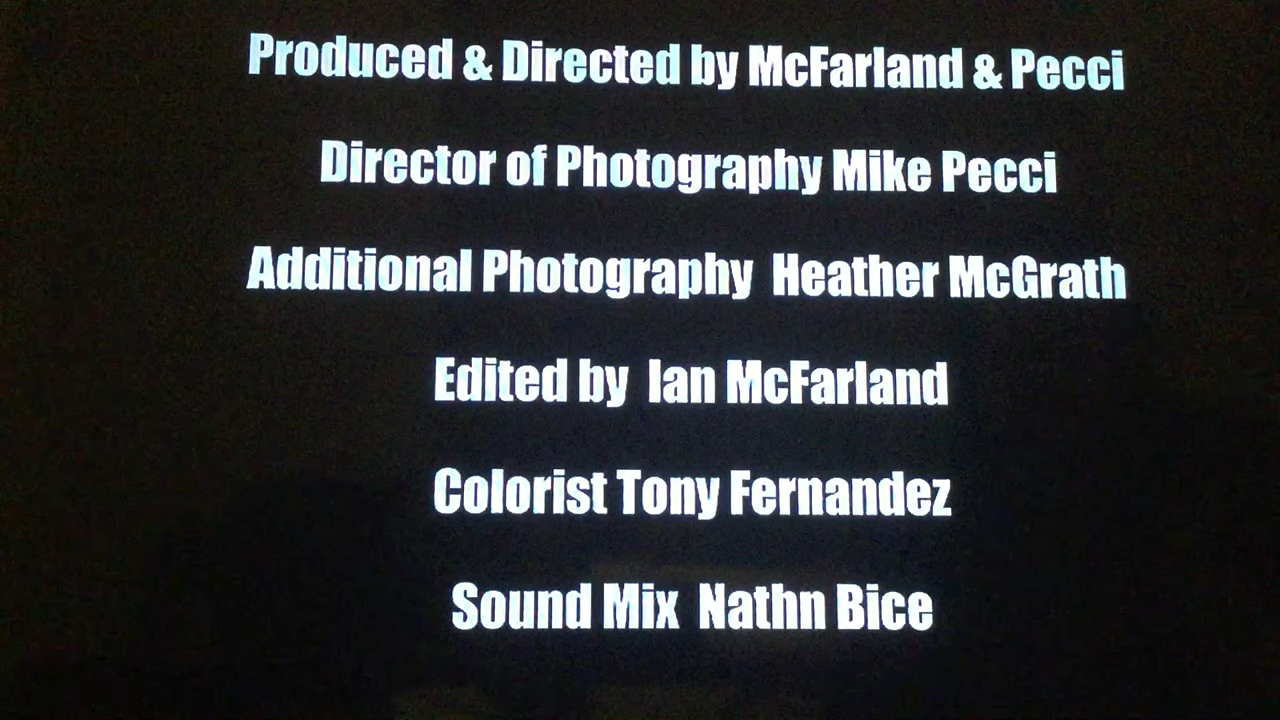 Produced & Directed by McFarland & Pecci
Director of Photography Mike Pecci
Additional Photography Heather McGrath
Edited by Ian McFarland
Colorist Tony Fernandez
Sound Mix Nathn Bice